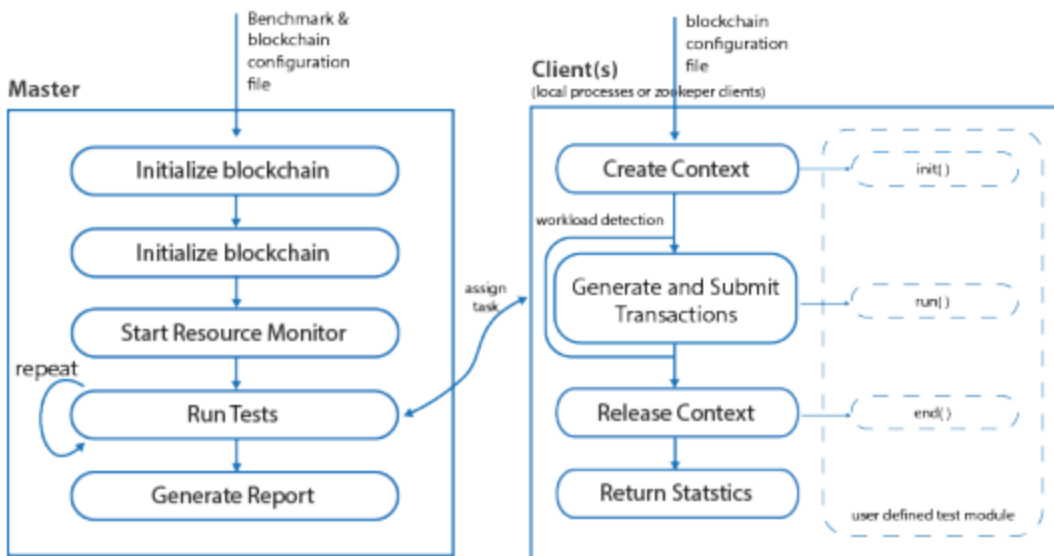 Benchmark &
blockchain
configuration
file
Master
Initialize blockchain
Initialize blockchain
Start Resource Monitor
repeat
Run Tests
Generate Report
assign
task
blockchain
configuration
file
Client(s)
(local processes or zookeper clients)
Create Context
init( )
workload detection
Generate and Submit
Transactions
run( )
Release Context
end( )
Return Statstics
user defined test module